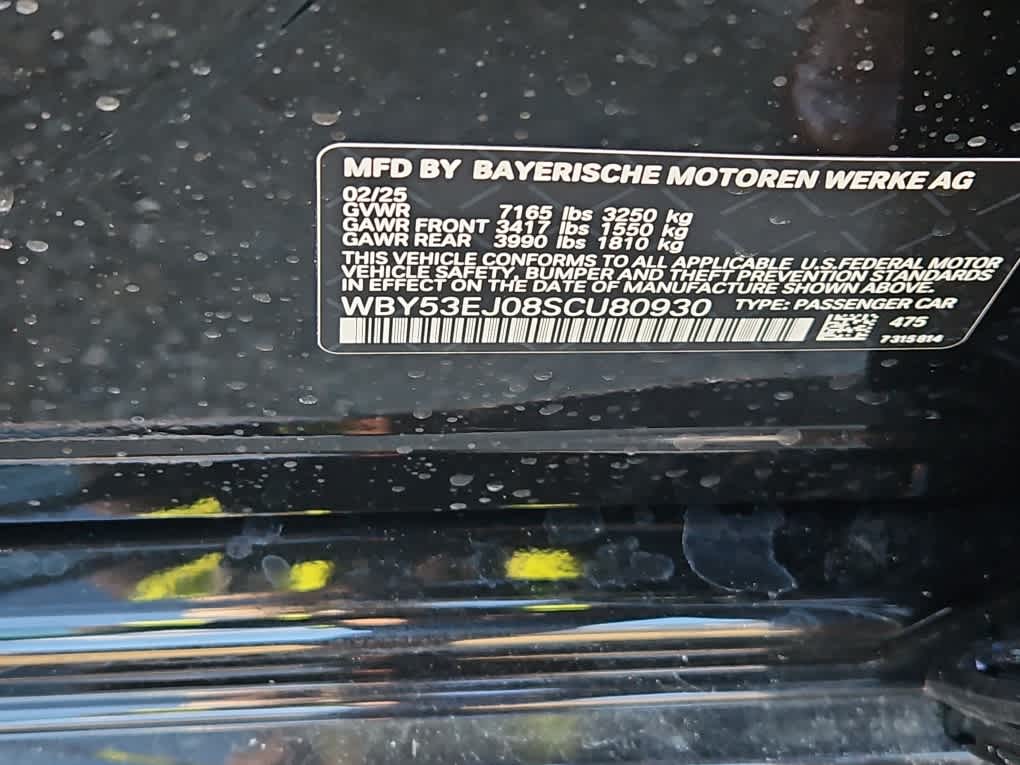 MFD BY BAYERISCHE MOTOREN WERKE AG
02/25
GVWR 7165 lbs 3250 kg
GAWR FRONT 3417 lbs 1550 kg
GAWR REAR 3990 lbs 1810 kg
THIS VEHICLE CONFORMS TO ALL APPLICABLE U.S.FEDERAL MOTOR
VEHICLE SAFETY, BUMPER AND THEFT PREVENTION STANDARDS
IN EFFECT ON THE DATE OF MANUFACTURE SHOWN ABOVE.
WBY53EJ08SCU80930 TYPE: PASSENGER CAR
475
7315814